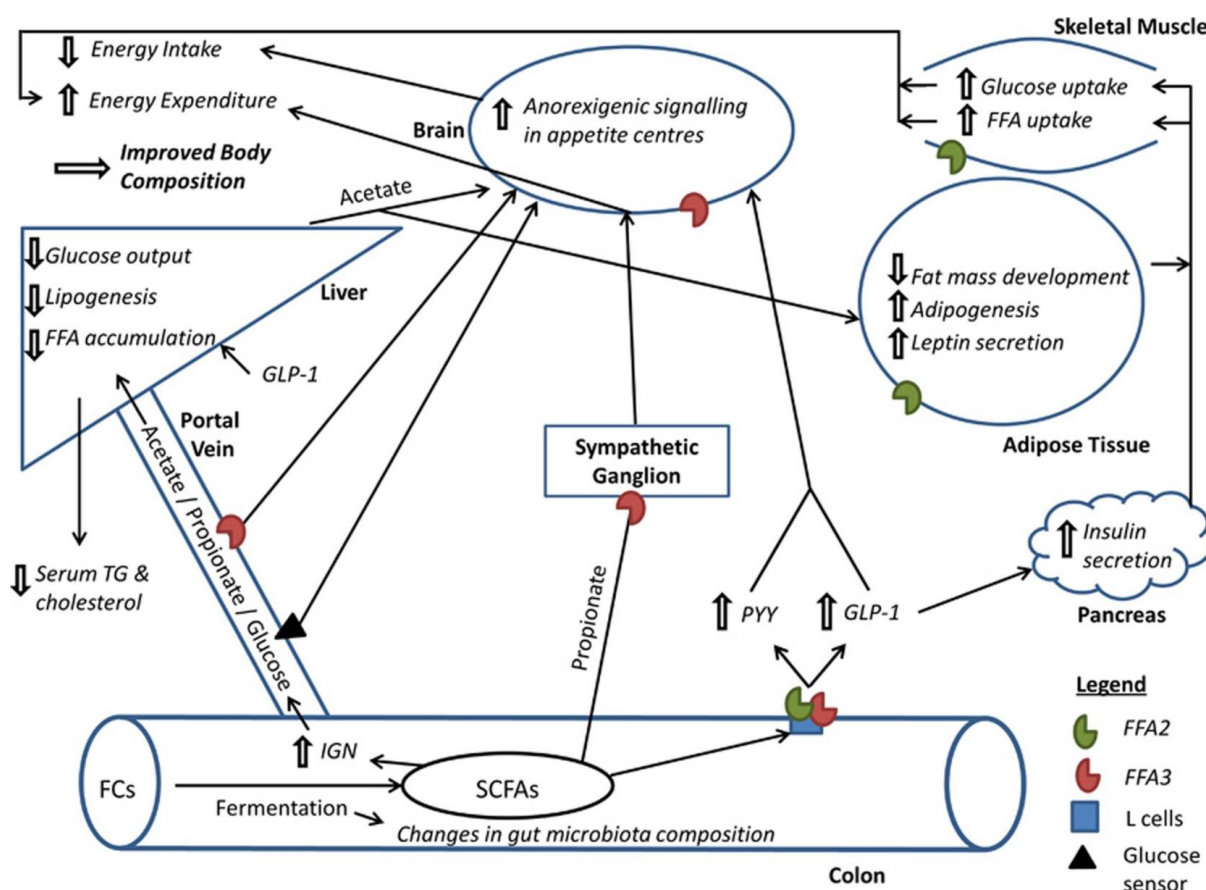 Skeletal Muscle
Energy Intake
Energy Expenditure
Improved Body
Composition
Brain
Anorexigenic signalling
in appetite centres
Glucose uptake
FFA uptake
Acetate
Glucose output
Lipogenesis
FFA accumulation
Liver
GLP-1
Portal
Vein
Acetate / Propionate / Glucose
Serum TG &
cholesterol
Sympathetic
Ganglion
Propionate
Fat mass development
Adipogenesis
Leptin secretion
Adipose Tissue
Insulin
secretion
Pancreas
PYY
GLP-1
IGN
FCs
SCFAs
Fermentation
Changes in gut microbiota composition
Colon
Legend
FFA2
FFA3
L cells
Glucose
sensor